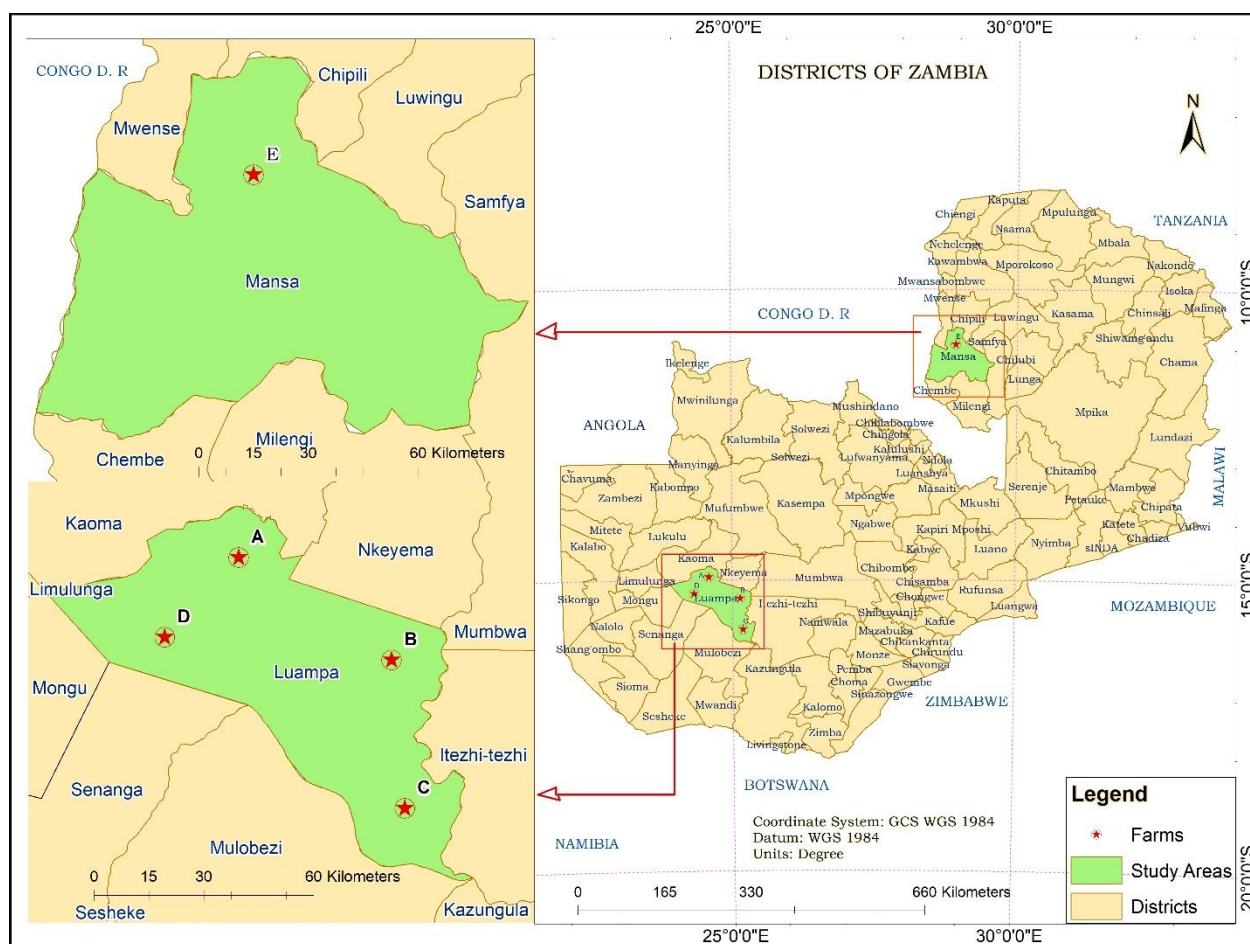 CONGO D. R
Chipili
Luwingu
Mwense
E
Samfya
Mansa
Milengi
Chembe
0 15 30 60 Kilometers
Kaoma
A
Nkeyema
Limulunga
D
B
Mumbwa
Luampa
Mongu
Itezhi-tezhi
Senanga
C
Mulobezi
0 15 30 60 Kilometers
Sesheke
Kazungula
25°0'0"E 30°0'0"E
DISTRICTS OF ZAMBIA
N
Kaputa
Chiengi
Mpulungu
TANZANIA
Nsama
Nchelenge
Mbala
Kawambwa
Mporokoso
Nakondo
Mwansabombwe
Mungwi
Isoka
10°0'0"S
Mwense
Mafinga
CONGO D. R
Chipili
Luwingu
Kasama
Chinsali
E
Samfya
Shiwamg'andu
Mansa
Chilubi
Chama
Ikelenge
Lunga
Chembe
Milengi
Mpika
Mwinilunga
Mushindano
ANGOLA
Solwezi
Chililabombwe
Kalumbila
Chingola
Lundazi
Kalulushi
Solwezi
Lufwanyama
Ndola
Manyinga
Luanshya
Chavuma
Kabompo
Masaiti
Serenje
Chitambo
Mambwe
MALAWI
Zambezi
Kasempa
Mpongwe
Mkushi
Petauke
Chipata
Mufumbwe
Mitete
Lukulu
Ngabwe
Kapiri Mposhi
Katete
Vubwi
Kalabo
Kabwe
Luano
Nyimba
sINDA
Chadiza
Kaoma
Nkeyema
Mumbwa
Chibombo
Limulunga
A
Chisamba
Rufunsa
15°0'0"S
Sikongo
Mongu
D
Luampa
B
Itezhi-tezhi
Chongwe
Luangwa
MOZAMBIQUE
Nalolo
Senanga
C
Namwala
Shibuyunji
Kafue
Shang'ombo
Mulobezi
Mazabuka
Chikankanta
Monze
Chirundu
Kazungula
Pemba
Siavonga
Sioma
Choma
Gwembe
Mwandi
Sinazongwe
Sesheke
Kalomo
ZIMBABWE
Zimba
Livingstone
BOTSWANA
NAMIBIA
Coordinate System: GCS WGS 1984
Datum: WGS 1984
Units: Degree
0 165 330 660 Kilometers
Legend
Farms
Study Areas
Districts
20°0'0"S
25°0'0"E 30°0'0"E